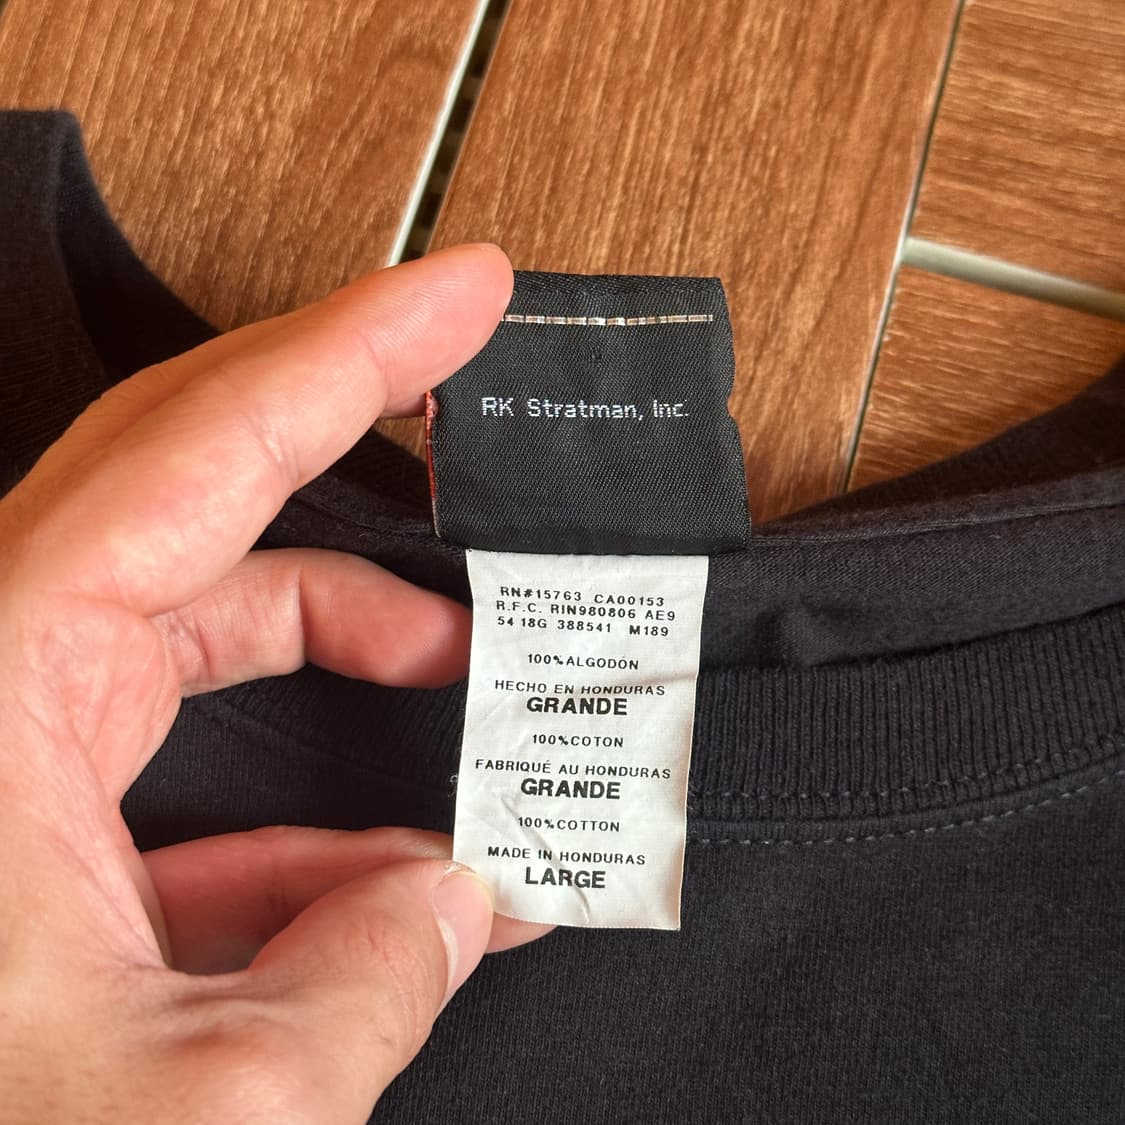 RK Stratman, Inc.
RN#15763 CA00153
R.F.C. RIN980806 AE9
54 18G 388541 M189
100%ALGODÓN
HECHO EN HONDURAS
GRANDE
100%COTON
FABRIQUÉ AU HONDURAS
GRANDE
100%COTTON
MADE IN HONDURAS
LARGE